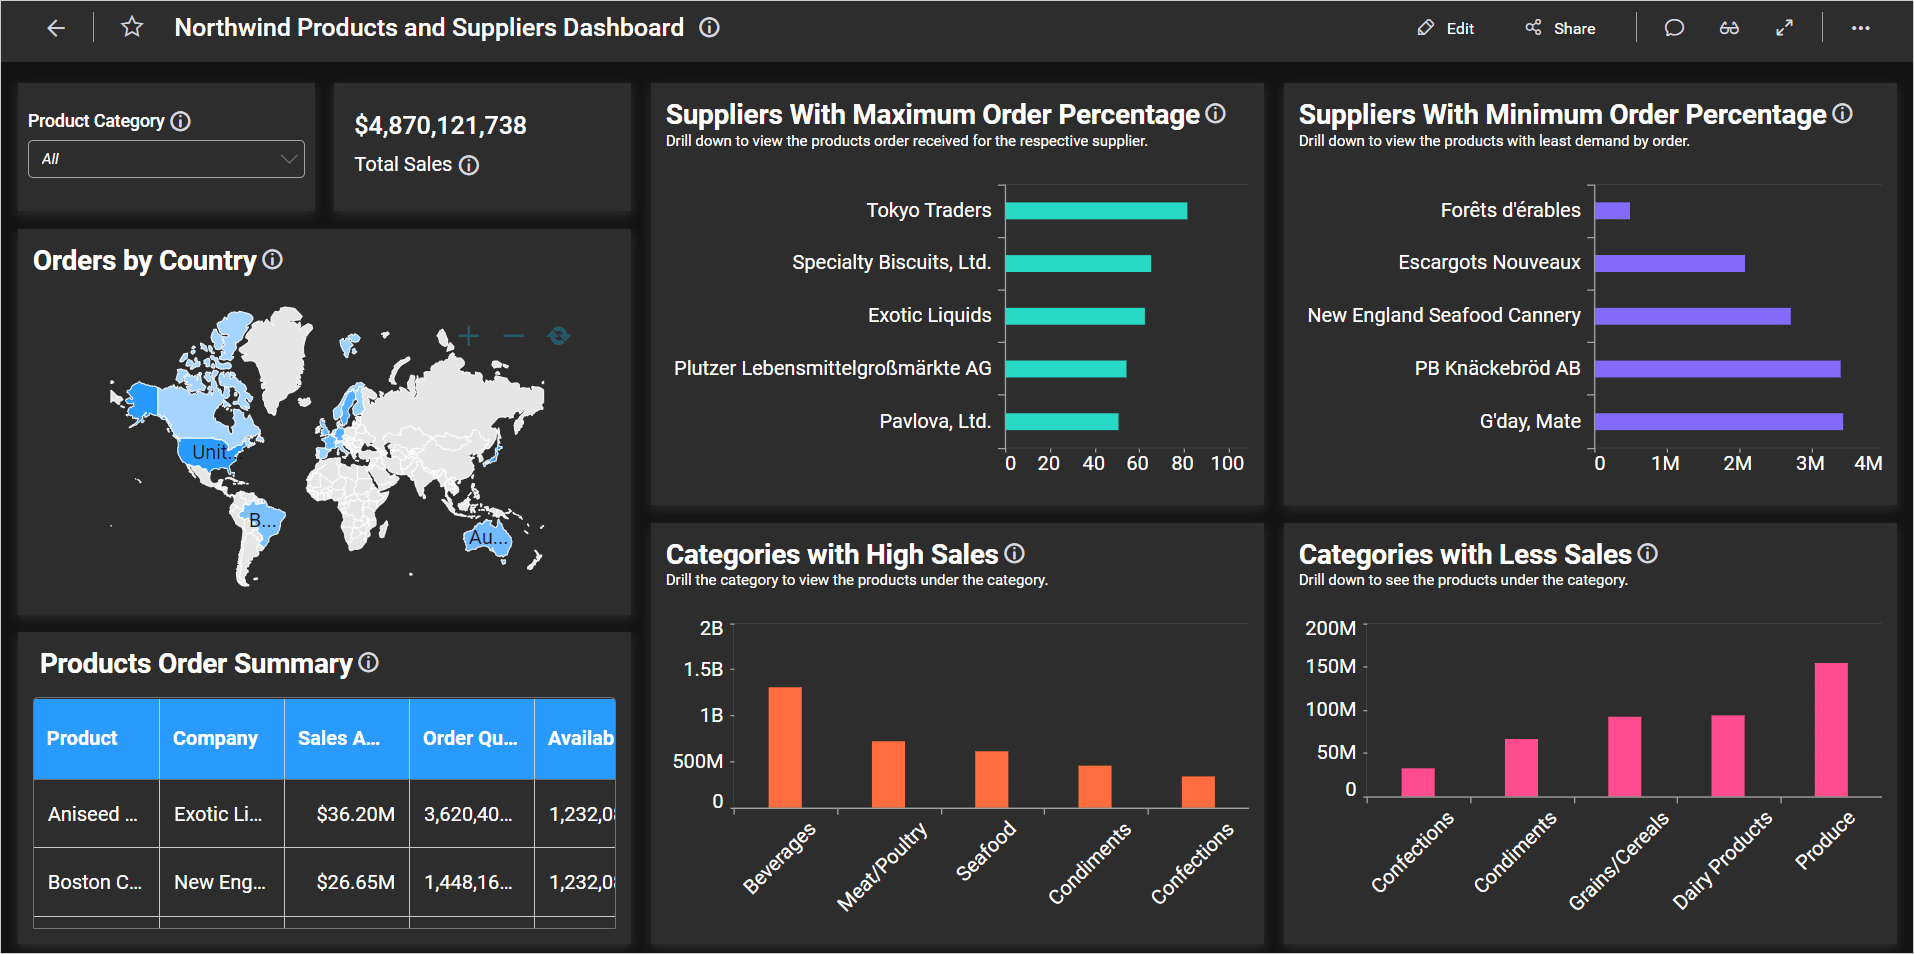 Northwind Products and Suppliers Dashboard
Edit
Share
Product Category
All
$4,870,121,738
Total Sales
Orders by Country
Unit...
B...
Au...
Products Order Summary
Product Company Sales A... Order Qu... Availab
Aniseed ... Exotic Li... $36.20M 3,620,40... 1,232,0
Boston C... New Eng... $26.65M 1,448,16... 1,232,0
Suppliers With Maximum Order Percentage
Drill down to view the products order received for the respective supplier.
Tokyo Traders
Specialty Biscuits, Ltd.
Exotic Liquids
Plutzer Lebensmittelgroßmärkte AG
Pavlova, Ltd.
0 20 40 60 80 100
Suppliers With Minimum Order Percentage
Drill down to view the products with least demand by order.
Forêts d'érables
Escargots Nouveaux
New England Seafood Cannery
PB Knäckebröd AB
G'day, Mate
0 1M 2M 3M 4M
Categories with High Sales
Drill the category to view the products under the category.
2B
1.5B
1B
500M
0
Beverages
Meat/Poultry
Seafood
Condiments
Confections
Categories with Less Sales
Drill down to see the products under the category.
200M
150M
100M
50M
0
Confections
Condiments
Grains/Cereals
Dairy Products
Produce